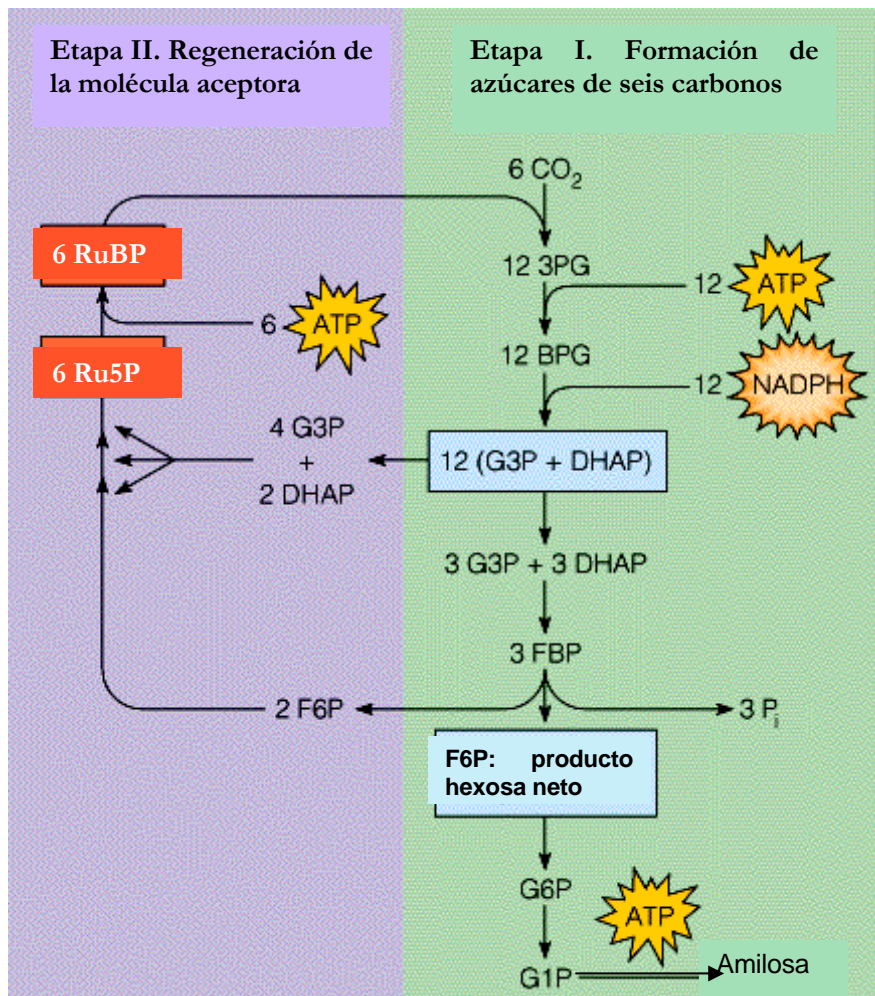 Etapa II. Regeneración de
la molécula aceptora
Etapa I. Formación de
azúcares de seis carbonos
6 CO2
6 RuBP
12 3PG
12 ATP
6 ATP
12 BPG
6 Ru5P
12 NADPH
4 G3P
+
2 DHAP
12 (G3P + DHAP)
3 G3P + 3 DHAP
3 FBP
2 F6P
3 Pi
F6P: producto
hexosa neto
G6P
ATP
G1P
Amilosa